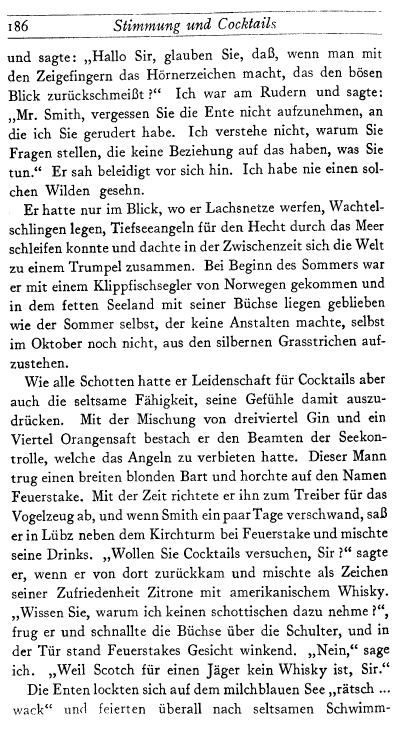 186 Stimmung und Cocktails
und sagte: „Hallo Sir, glauben Sie, daß, wenn man mit
den Zeigefingern das Hörnerzeichen macht, das den bösen
Blick zurückschmeißt?“ Ich war am Rudern und sagte:
„Mr. Smith, vergessen Sie die Ente nicht aufzunehmen, an
die ich Sie gerudert habe. Ich verstehe nicht, warum Sie
Fragen stellen, die keine Beziehung auf das haben, was Sie
tun.“ Er sah beleidigt vor sich hin. Ich habe nie einen sol-
chen Wilden gesehn.
Er hatte nur im Blick, wo er Lachsnetze werfen, Wachtel-
schlingen legen, Tiefseeangeln für den Hecht durch das Meer
schleifen konnte und dachte in der Zwischenzeit sich die Welt
zu einem Trumpel zusammen. Bei Beginn des Sommers war
er mit einem Klippfischsegler von Norwegen gekommen und
in dem fetten Seeland mit seiner Büchse liegen geblieben
wie der Sommer selbst, der keine Anstalten machte, selbst
im Oktober noch nicht, aus den silbernen Grasstrichen auf-
zustehen.
Wie alle Schotten hatte er Leidenschaft für Cocktails aber
auch die seltsame Fähigkeit, seine Gefühle damit auszu-
drücken. Mit der Mischung von dreiviertel Gin und ein
Viertel Orangensaft bestach er den Beamten der Seekon-
trolle, welche das Angeln zu verbieten hatte. Dieser Mann
trug einen breiten blonden Bart und horchte auf den Namen
Feuerstake. Mit der Zeit richtete er ihn zum Treiber für das
Vogelzeug ab, und wenn Smith ein paar Tage verschwand, saß
er in Lübz neben dem Kirchturm bei Feuerstake und mischte
seine Drinks. „Wollen Sie Cocktails versuchen, Sir?“ sagte
er, wenn er von dort zurückkam und mischte als Zeichen
seiner Zufriedenheit Zitrone mit amerikanischem Whisky.
„Wissen Sie, warum ich keinen schottischen dazu nehme?“,
frug er und schnallte die Büchse über die Schulter, und in
der Tür stand Feuerstakes Gesicht winkend. „Nein,“ sage
ich. „Weil Scotch für einen Jäger kein Whisky ist, Sir.“
Die Enten lockten sich auf dem milchblauen See „rätsch ...
wack“ und feierten überall nach seltsamen Schwimm-